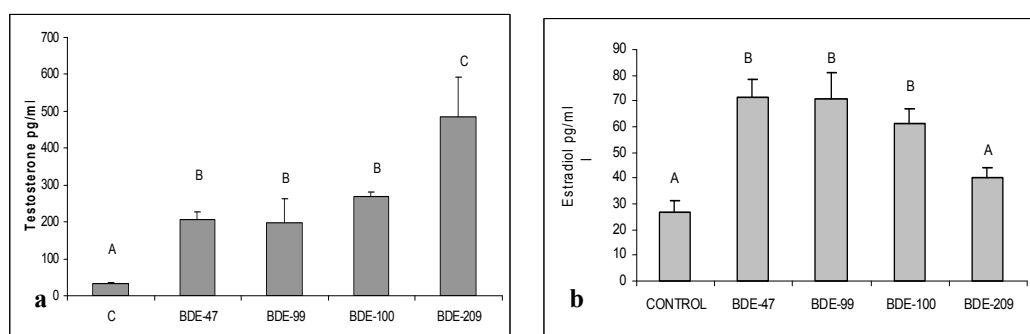 Testosterone pg/ml
700
600
500
400
300
200
100
0
A
B
B
B
C
C
BDE-47
BDE-99
BDE-100
BDE-209
a
Estradiol pg/ml
l
90
80
70
60
50
40
30
20
10
0
A
B
B
B
A
CONTROL
BDE-47
BDE-99
BDE-100
BDE-209
b